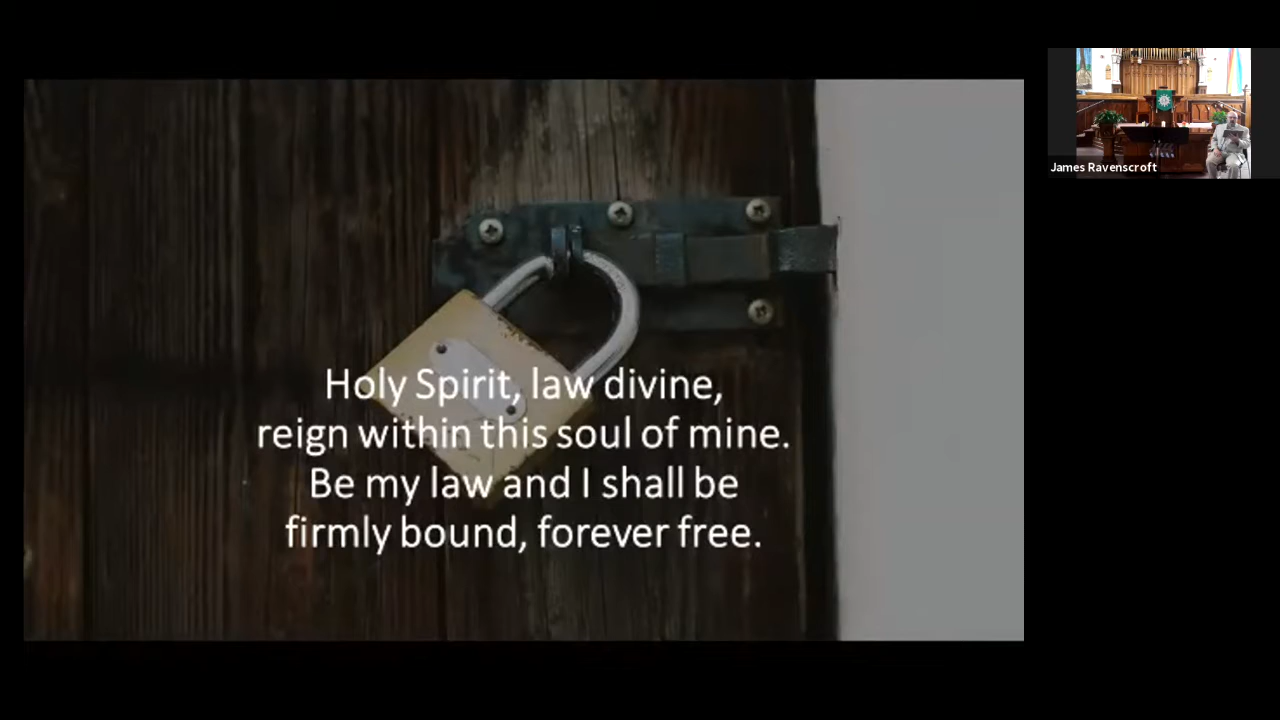 Holy Spirit, law divine,
reign within this soul of mine.
Be my law and I shall be
firmly bound, forever free.
James Ravenscroft